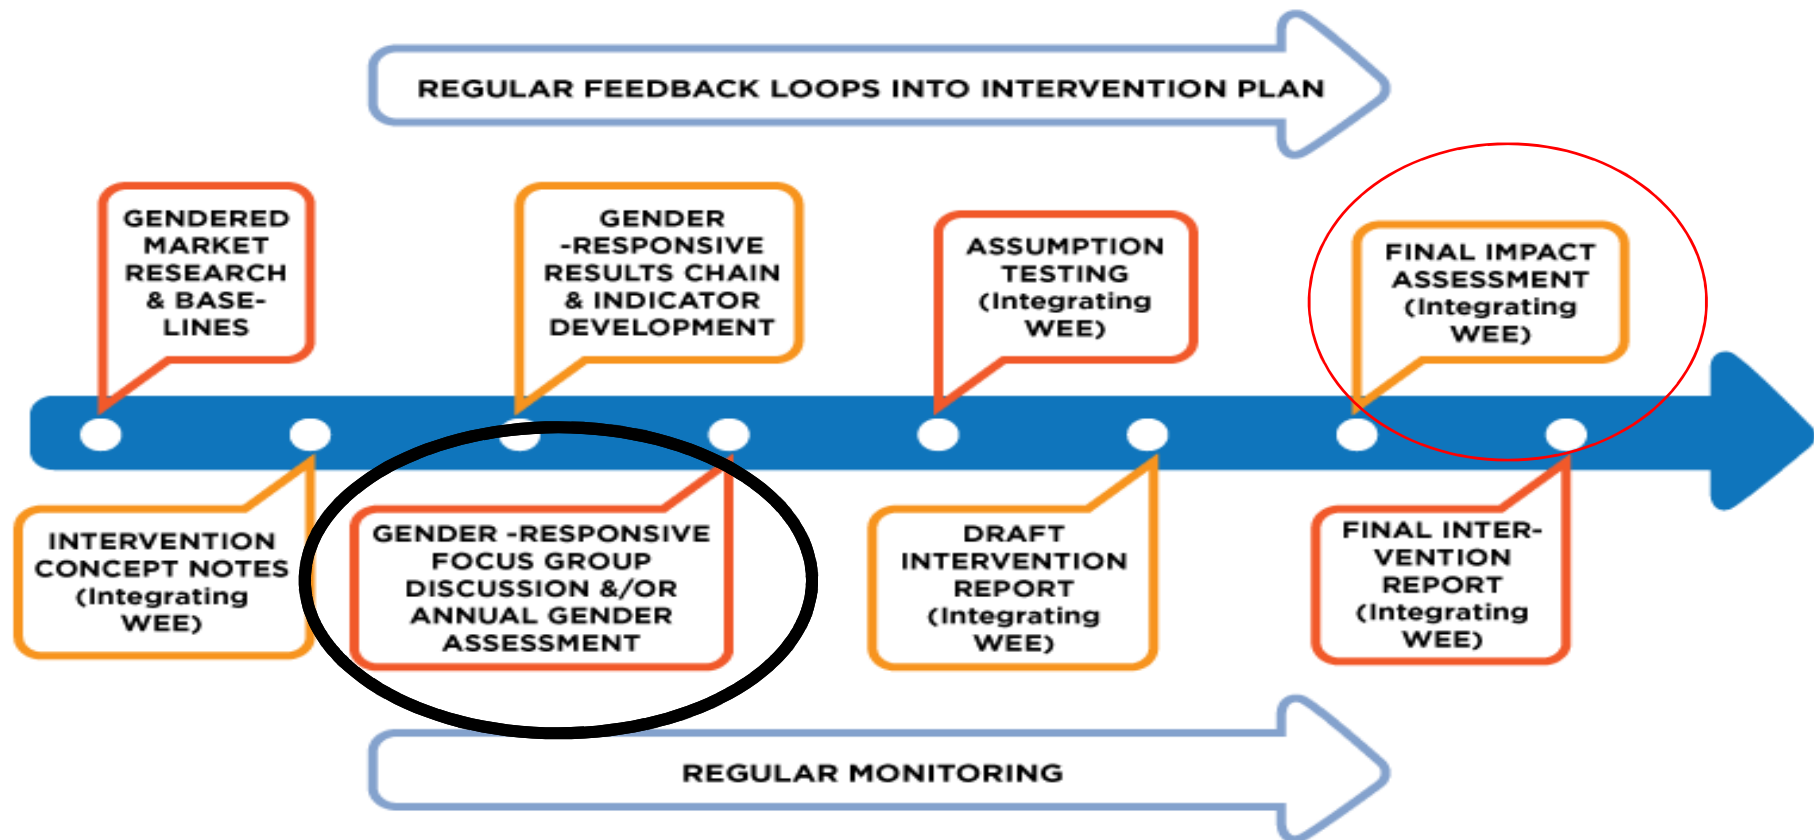 REGULAR FEEDBACK LOOPS INTO INTERVENTION PLAN
GENDERED
MARKET
RESEARCH
& BASE-
LINES
GENDER
-RESPONSIVE
RESULTS CHAIN
& INDICATOR
DEVELOPMENT
ASSUMPTION
TESTING
(Integrating
WEE)
FINAL IMPACT
ASSESSMENT
(Integrating
WEE)
INTERVENTION
CONCEPT NOTES
(Integrating
WEE)
GENDER -RESPONSIVE
FOCUS GROUP
DISCUSSION &/OR
ANNUAL GENDER
ASSESSMENT
DRAFT
INTERVENTION
REPORT
(Integrating
WEE)
FINAL INTER-
VENTION
REPORT
(Integrating
WEE)
REGULAR MONITORING